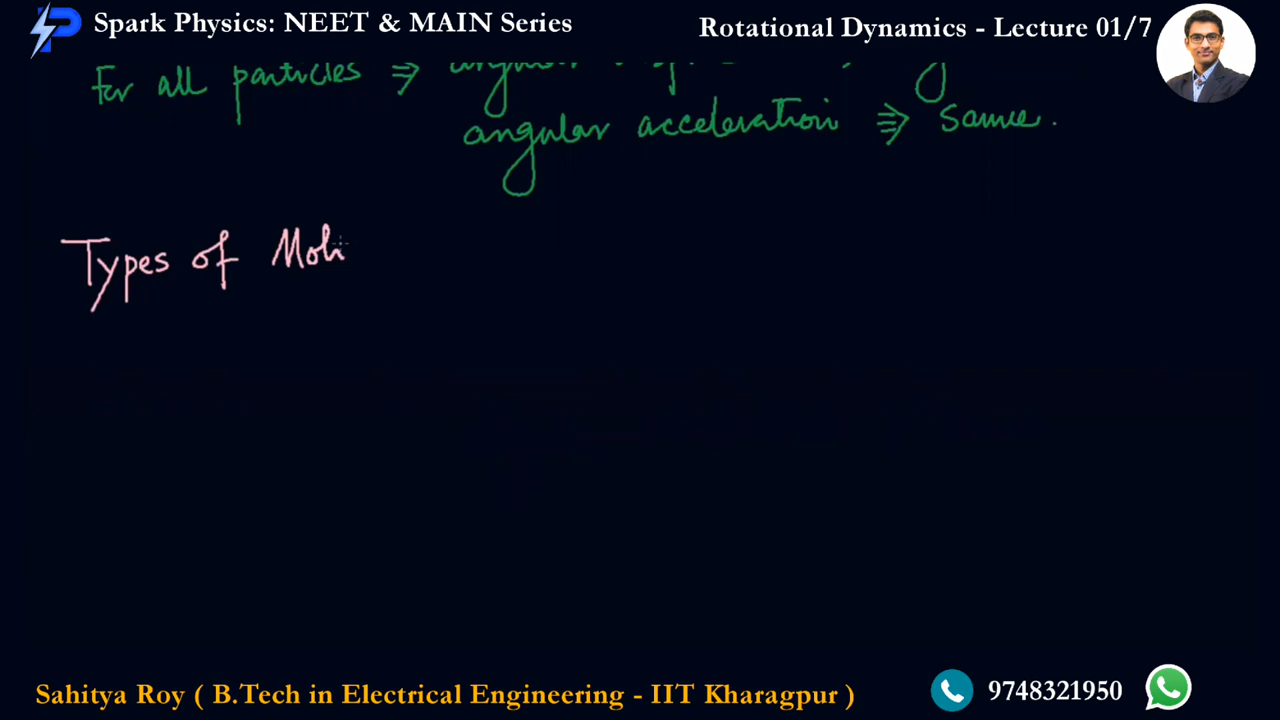 Spark Physics: NEET & MAIN Series
Rotational Dynamics - Lecture 01/7
For all particles ⇒ angular
angular acceleration ⇒ same.
Types of Moti
Sahitya Roy ( B.Tech in Electrical Engineering - IIT Kharagpur )
9748321950